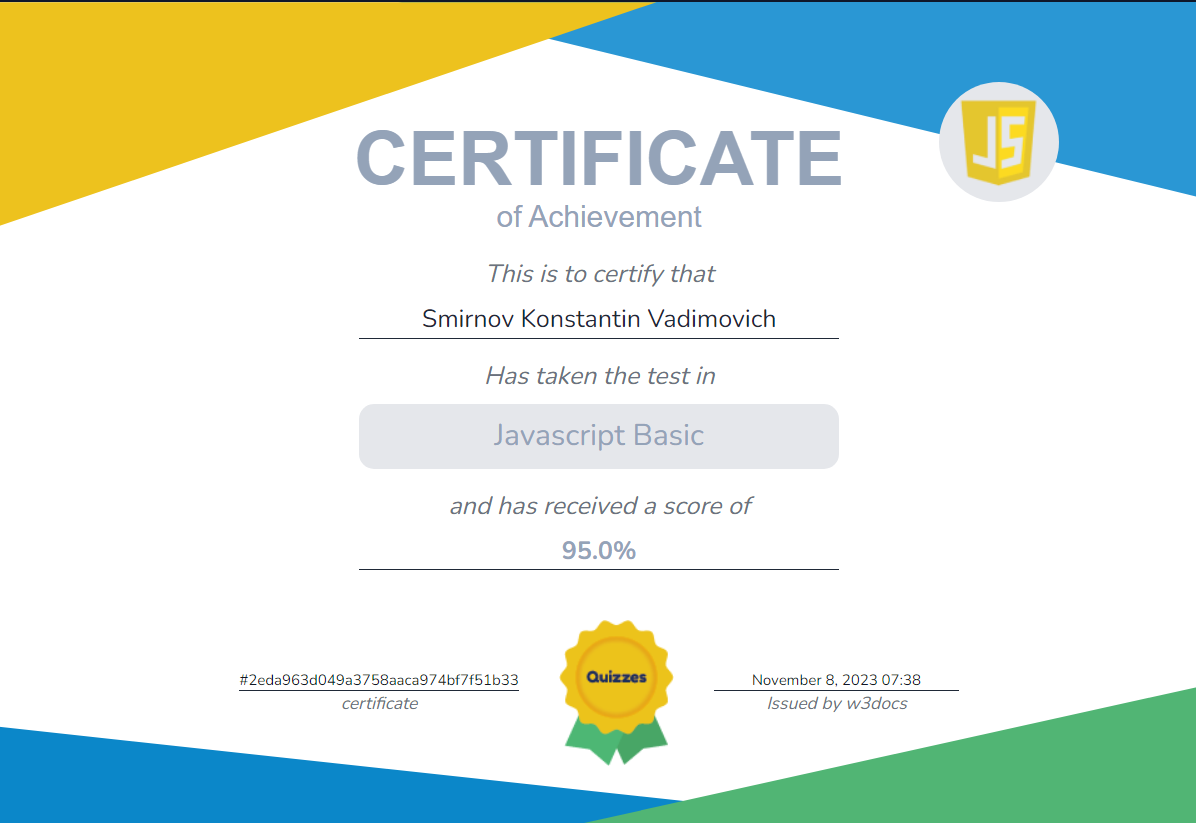 JS
CERTIFICATE
of Achievement
This is to certify that
Smirnov Konstantin Vadimovich
Has taken the test in
Javascript Basic
and has received a score of
95.0%
Quizzes
#2eda963d049a3758aaca974bf7f51b33
certificate
November 8, 2023 07:38
Issued by w3docs